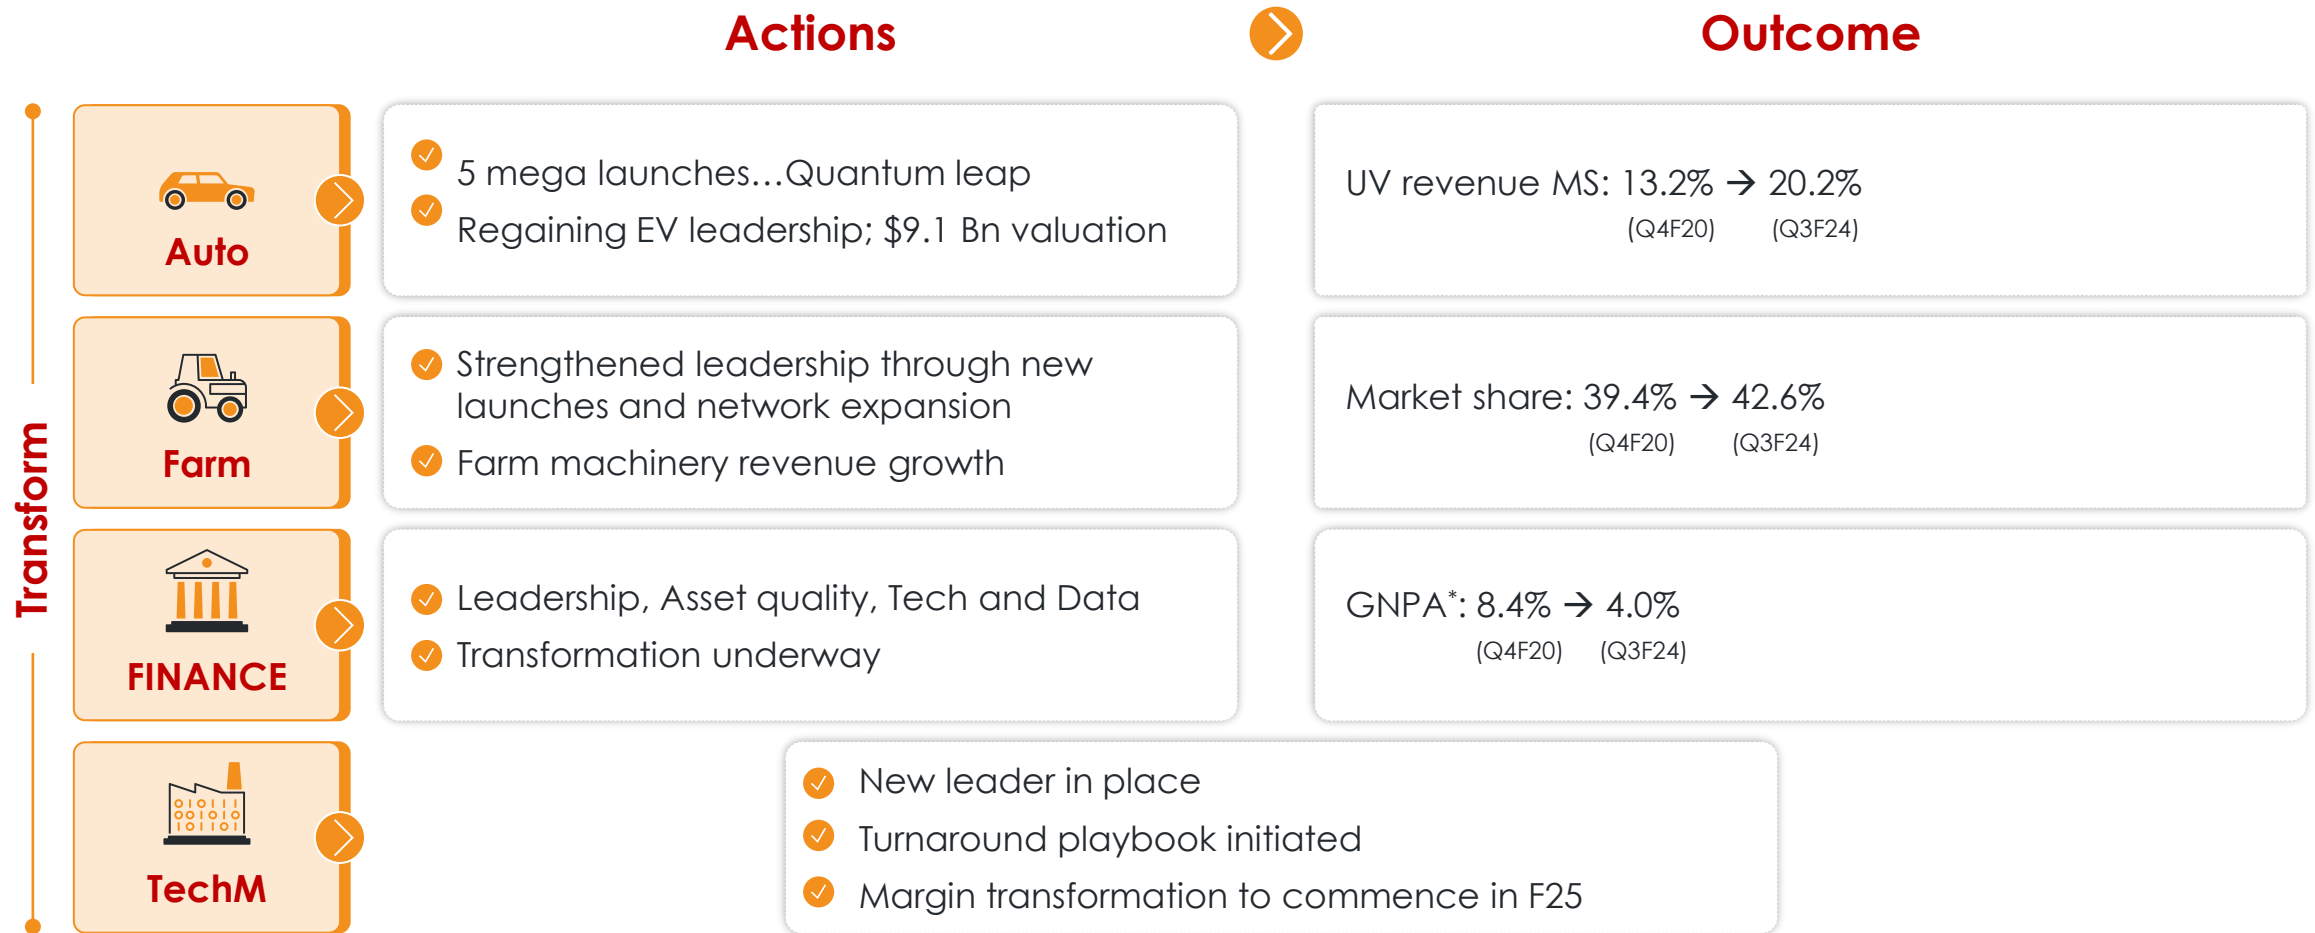 Actions
Outcome
Transform
Auto
5 mega launches...Quantum leap
Regaining EV leadership; $9.1 Bn valuation
UV revenue MS: 13.2% → 20.2%
(Q4F20) (Q3F24)
Farm
Strengthened leadership through new
launches and network expansion
Farm machinery revenue growth
Market share: 39.4% → 42.6%
(Q4F20) (Q3F24)
FINANCE
Leadership, Asset quality, Tech and Data
Transformation underway
GNPA*: 8.4% → 4.0%
(Q4F20) (Q3F24)
TechM
New leader in place
Turnaround playbook initiated
Margin transformation to commence in F25